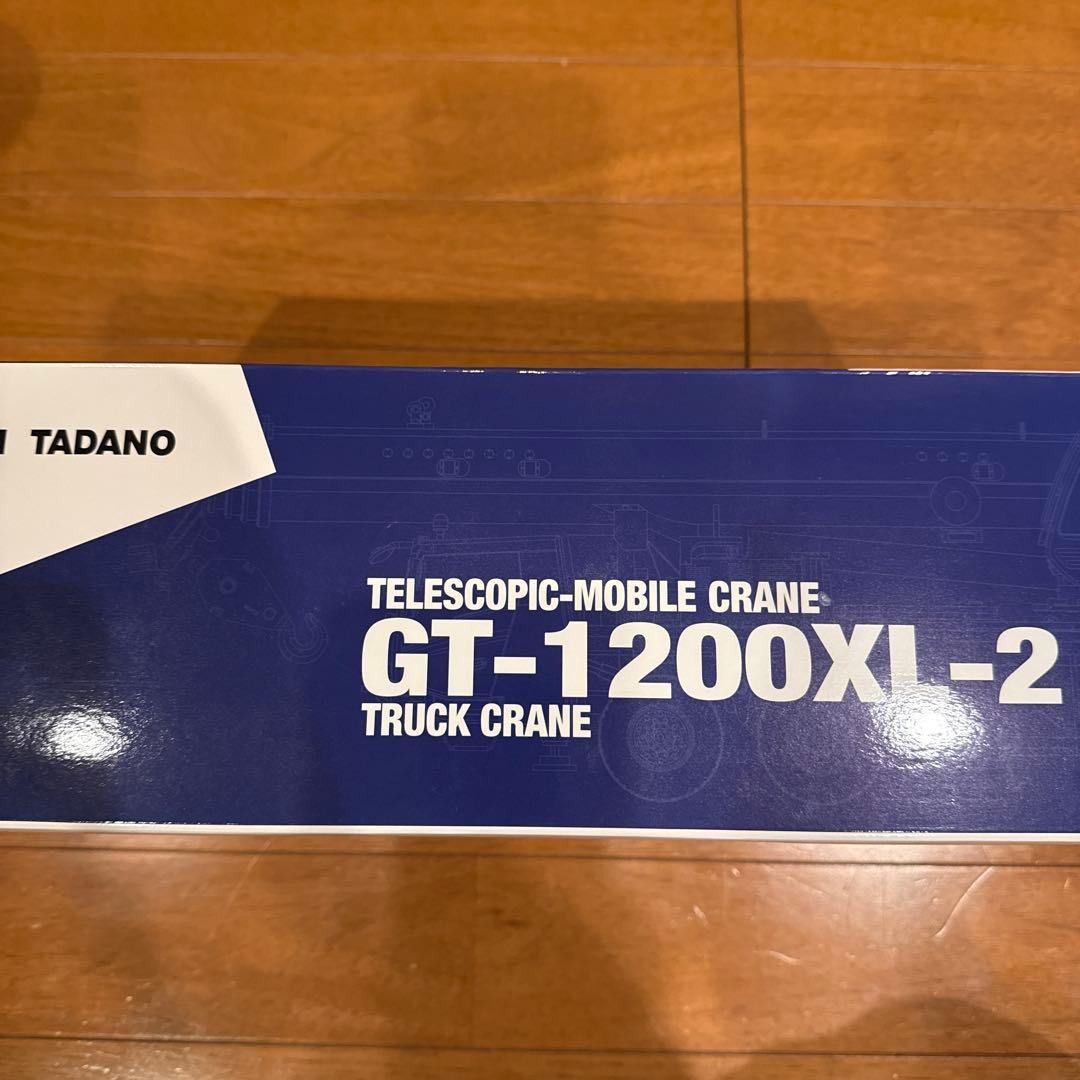 TADANO
TELESCOPIC-MOBILE CRANE
GT-1200XL-2
TRUCK CRANE